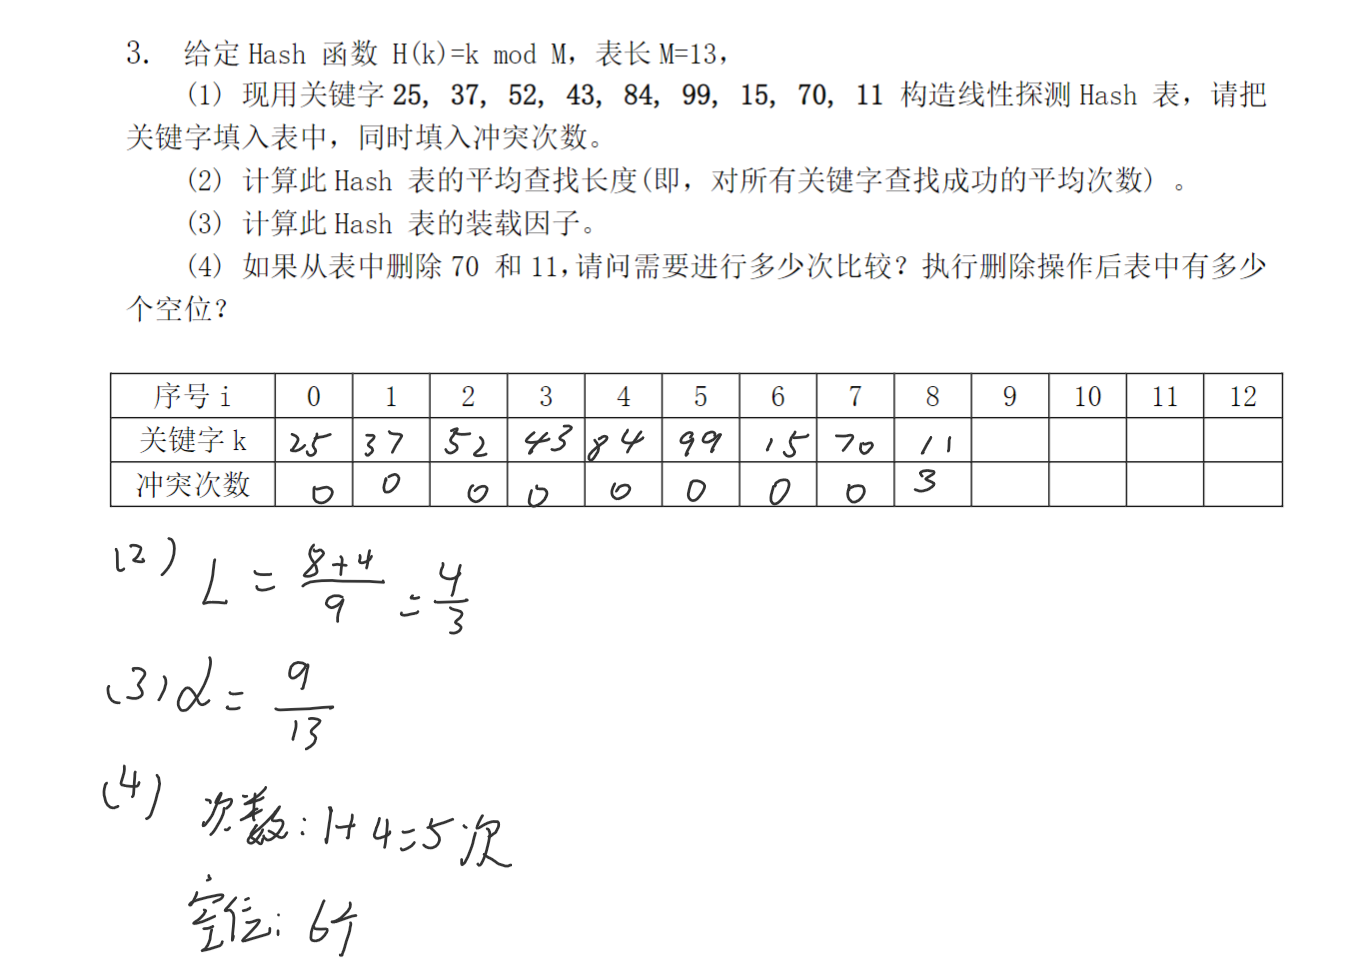 3. 给定 Hash 函数 H(k)=k mod M，表长 M=13，
(1) 现用关键字 25, 37, 52, 43, 84, 99, 15, 70, 11 构造线性探测 Hash 表，请把
关键字填入表中，同时填入冲突次数。
(2) 计算此 Hash 表的平均查找长度(即，对所有关键字查找成功的平均次数) 。
(3) 计算此 Hash 表的装载因子。
(4) 如果从表中删除 70 和 11，请问需要进行多少次比较？执行删除操作后表中有多少
个空位？
序号 i 0 1 2 3 4 5 6 7 8 9 10 11 12
关键字 k 25 37 52 43 84 99 15 70 11
冲突次数 0 0 0 0 0 0 0 0 3
(2) L = (8+4)/9 = 4/3
(3) α = 9/13
(4) 次数：1+4=5次
空位：6个